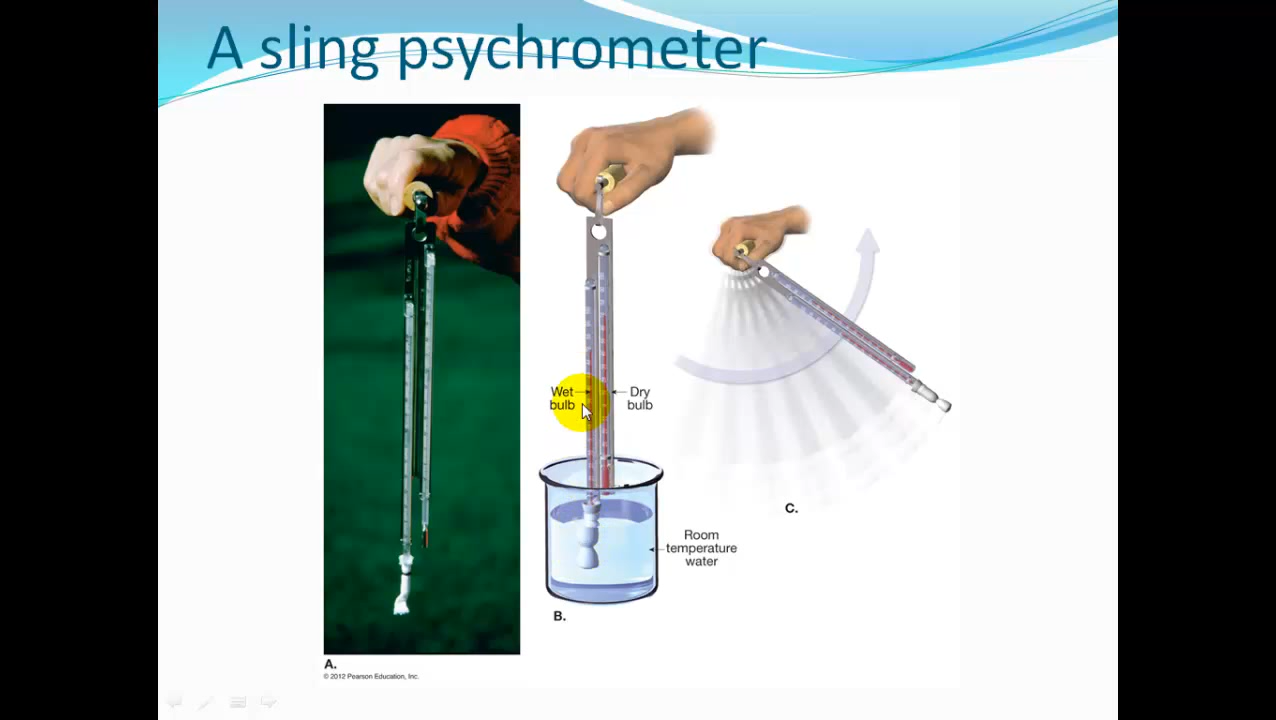 A sling psychrometer
Wet
bulb
Dry
bulb
Room
temperature
water
C.
B.
A.
© 2012 Pearson Education, Inc.